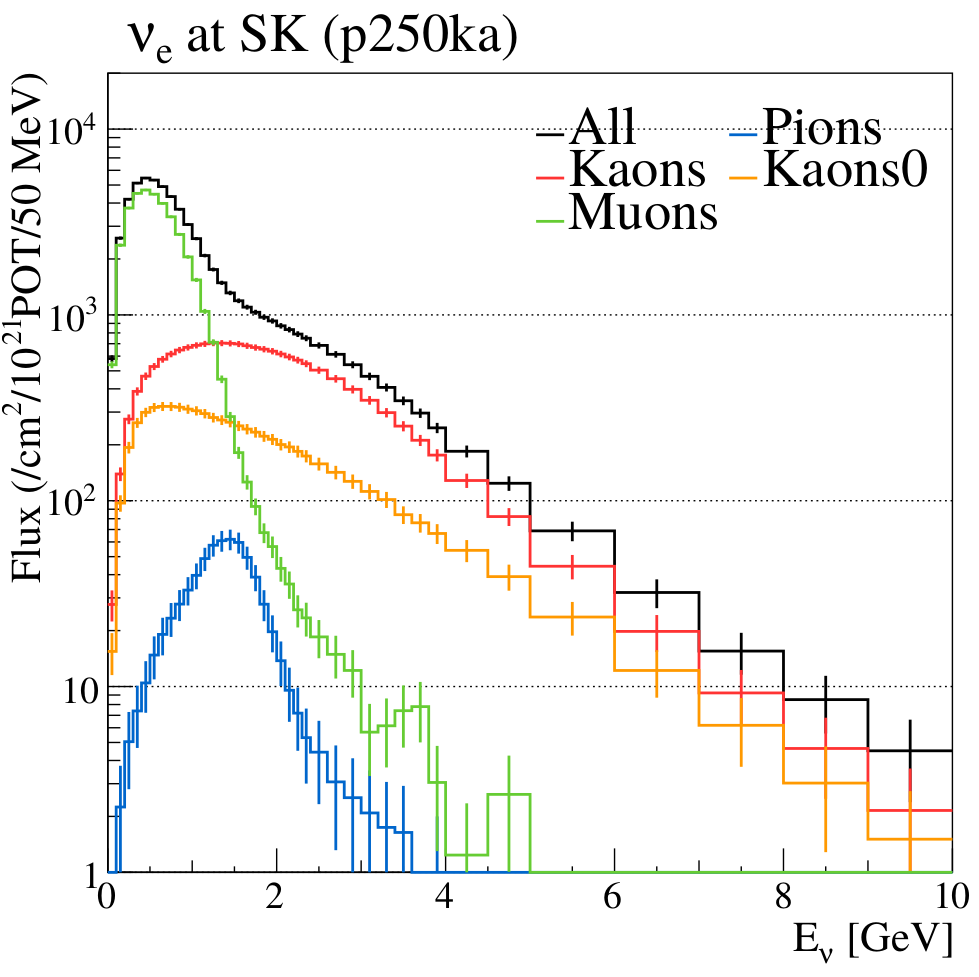 νₑ at SK (p250ka)
Flux (/cm²/10²¹POT/50 MeV)
All
Pions
Kaons
Kaons0
Muons
10⁴
10³
10²
10
1
0 2 4 6 8 10
Eᵥ [GeV]